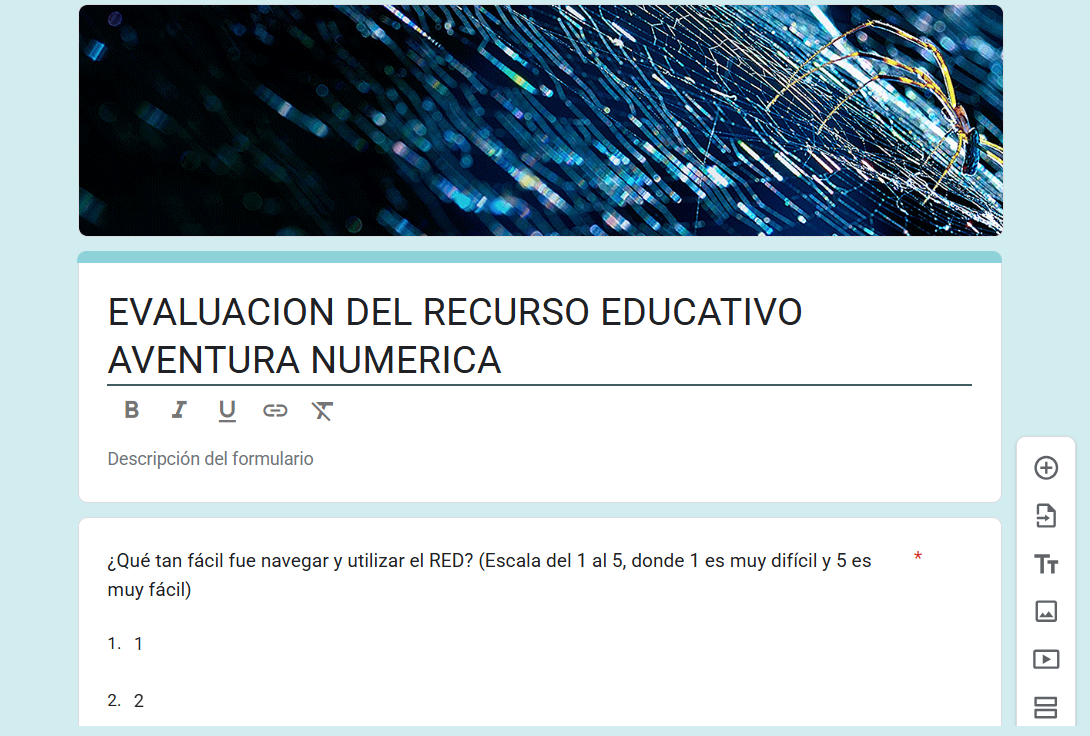 EVALUACION DEL RECURSO EDUCATIVO
AVENTURA NUMERICA
B I U
Descripción del formulario
¿Qué tan fácil fue navegar y utilizar el RED? (Escala del 1 al 5, donde 1 es muy difícil y 5 es *
muy fácil)
1. 1
2. 2